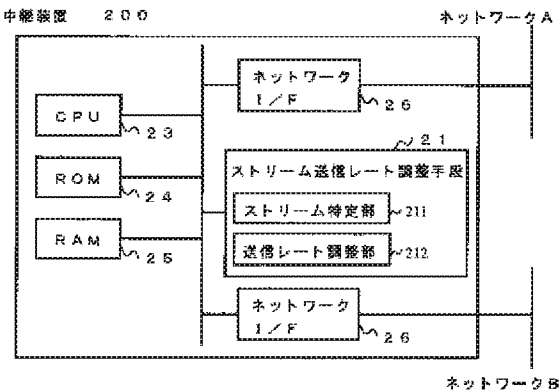 中継装置 200
ネットワークA
ネットワーク
I/F
26
CPU
23
21
ストリーム送信レート調整手段
ROM
24
ストリーム特定部
211
送信レート調整部
212
RAM
25
ネットワーク
I/F
26
ネットワークB